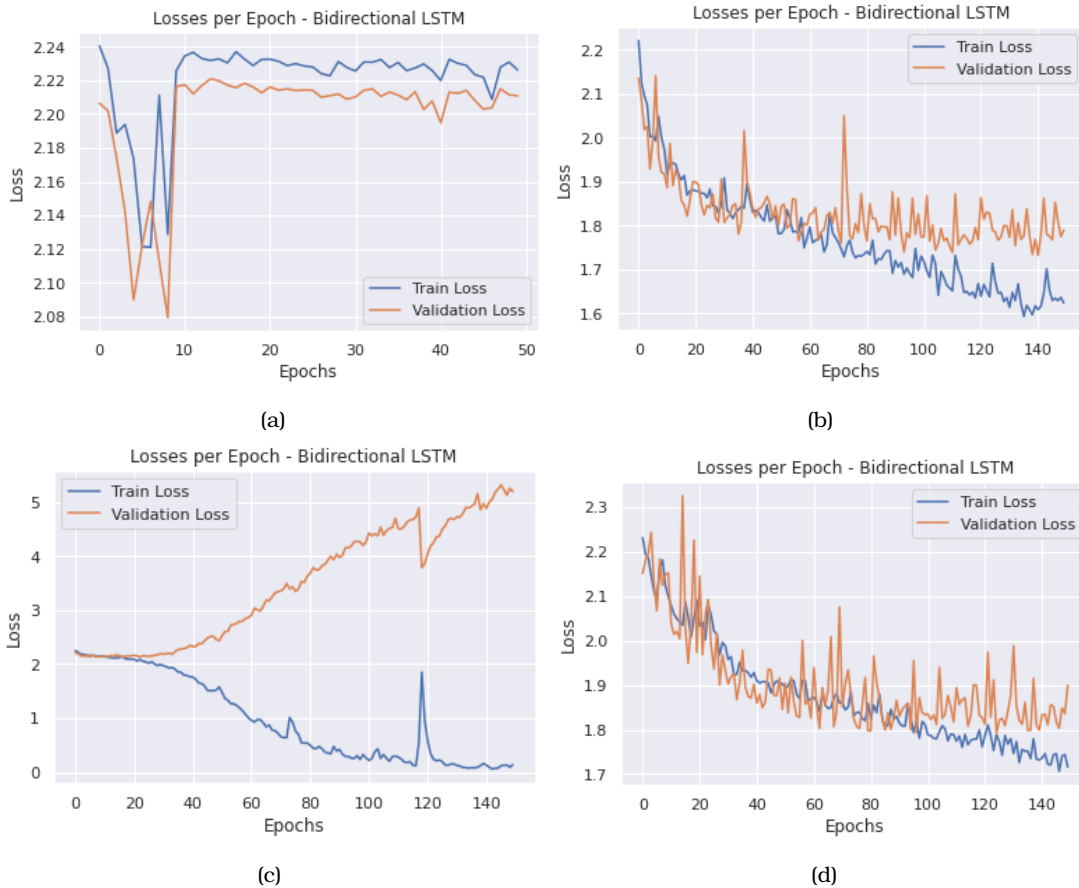 Losses per Epoch - Bidirectional LSTM
2.24
2.22
2.20
2.18
2.16
2.14
2.12
2.10
2.08
Loss
Train Loss
Validation Loss
0 10 20 30 40 50
Epochs
(a)
Losses per Epoch - Bidirectional LSTM
2.2
2.1
2.0
1.9
1.8
1.7
1.6
Loss
Train Loss
Validation Loss
0 20 40 60 80 100 120 140
Epochs
(b)
Losses per Epoch - Bidirectional LSTM
5
4
3
2
1
0
Loss
Train Loss
Validation Loss
0 20 40 60 80 100 120 140
Epochs
(c)
Losses per Epoch - Bidirectional LSTM
2.3
2.2
2.1
2.0
1.9
1.8
1.7
Loss
Train Loss
Validation Loss
0 20 40 60 80 100 120 140
Epochs
(d)